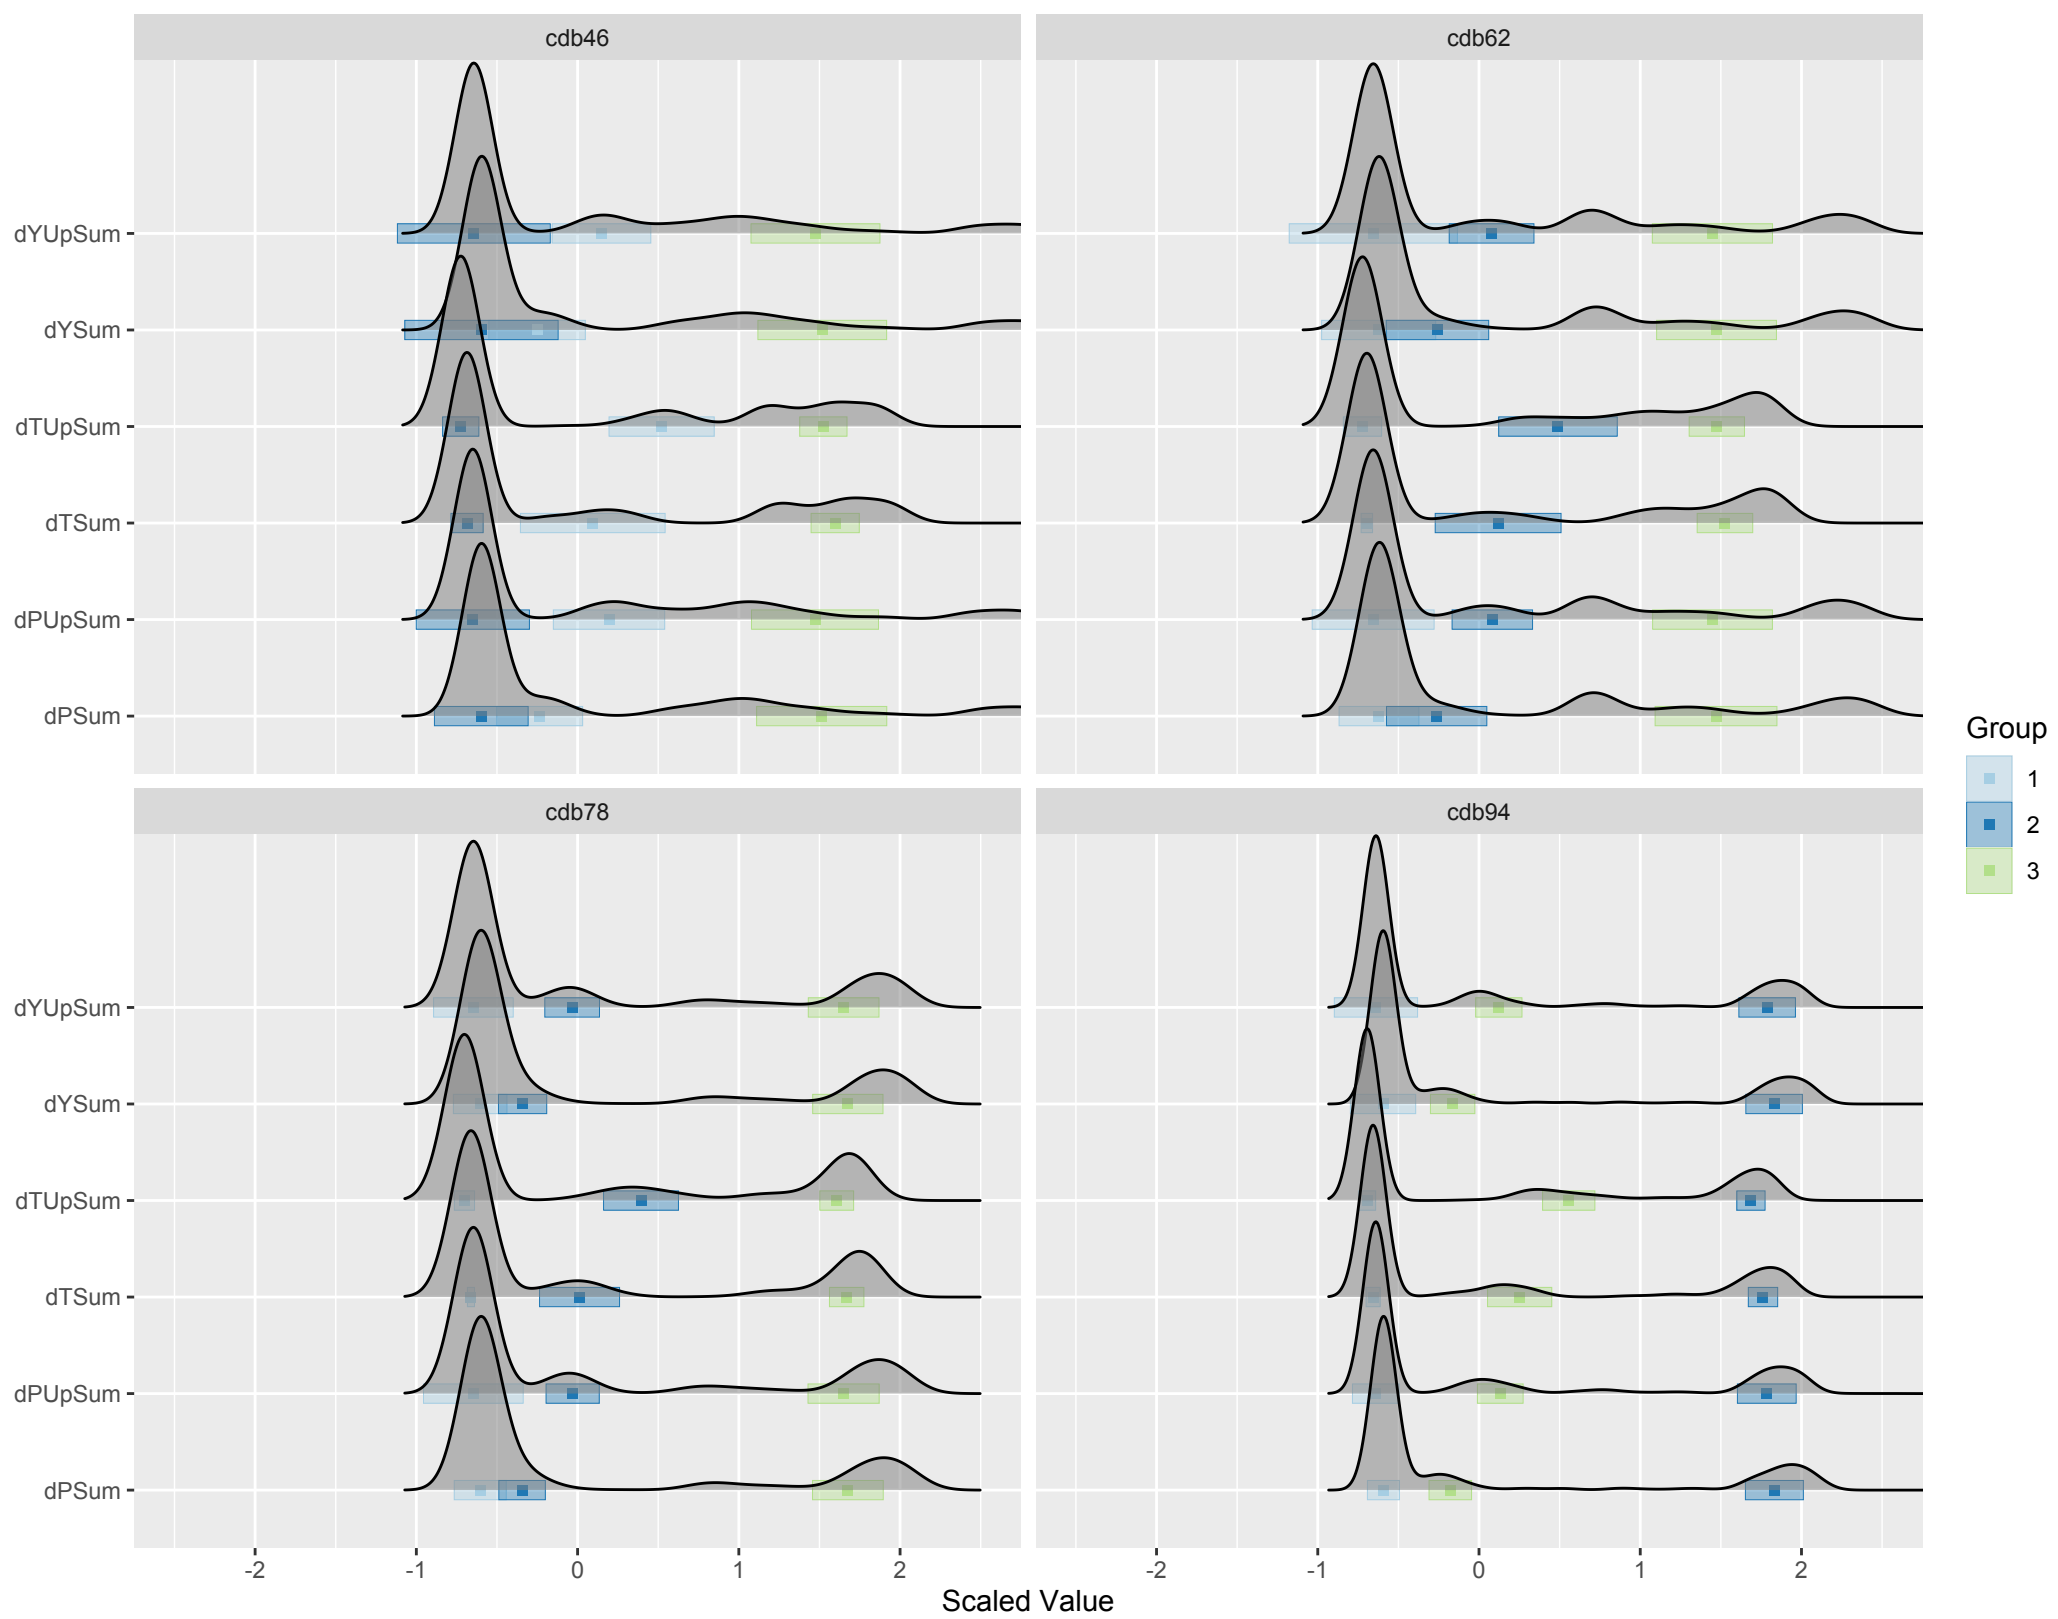 cdb46
cdb62
dYUpSum
dYSum
dTUpSum
dTSum
dPUpSum
dPSum
Group
1
2
3
cdb78
cdb94
dYUpSum
dYSum
dTUpSum
dTSum
dPUpSum
dPSum
-2 -1 0 1 2
-2 -1 0 1 2
Scaled Value